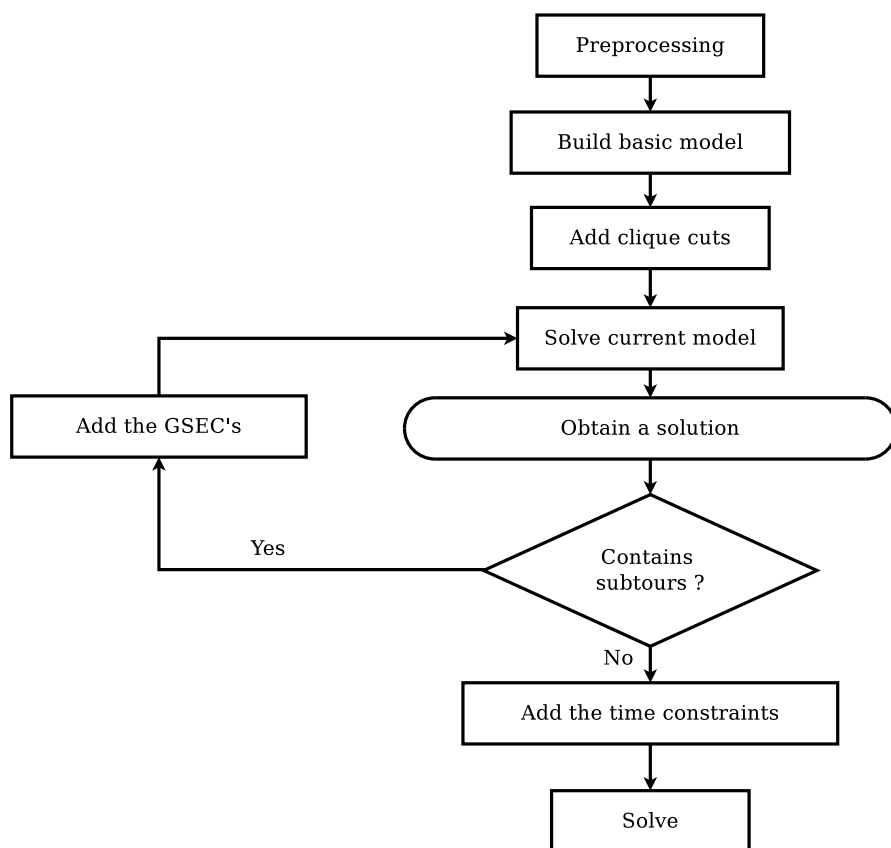 Preprocessing
Build basic model
Add clique cuts
Solve current model
Add the GSEC's
Obtain a solution
Yes
Contains
subtours ?
No
Add the time constraints
Solve